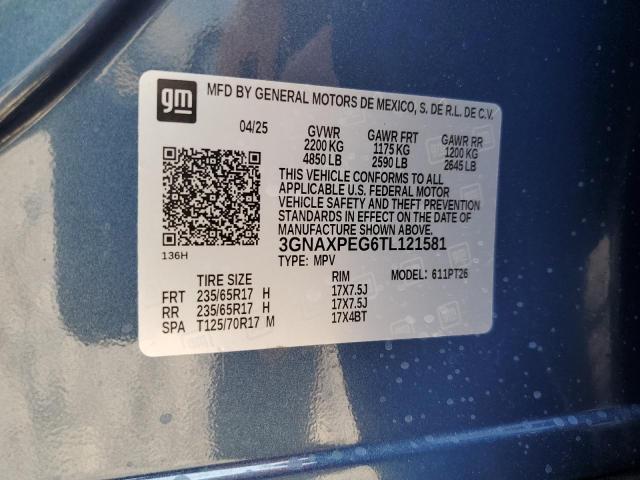 gm
MFD BY GENERAL MOTORS DE MEXICO, S. DE R.L. DE C.V.
04/25 GVWR GAWR FRT GAWR RR
2200 KG 1175 KG 1200 KG
4850 LB 2590 LB 2645 LB
THIS VEHICLE CONFORMS TO ALL
APPLICABLE U.S. FEDERAL MOTOR
VEHICLE SAFETY AND THEFT PREVENTION
STANDARDS IN EFFECT ON THE DATE OF
MANUFACTURE SHOWN ABOVE.
3GNAXPEG6TL121581
136H
TYPE: MPV MODEL: 611PT26
TIRE SIZE RIM
FRT 235/65R17 H 17X7.5J
RR 235/65R17 H 17X7.5J
SPA T125/70R17 M 17X4BT